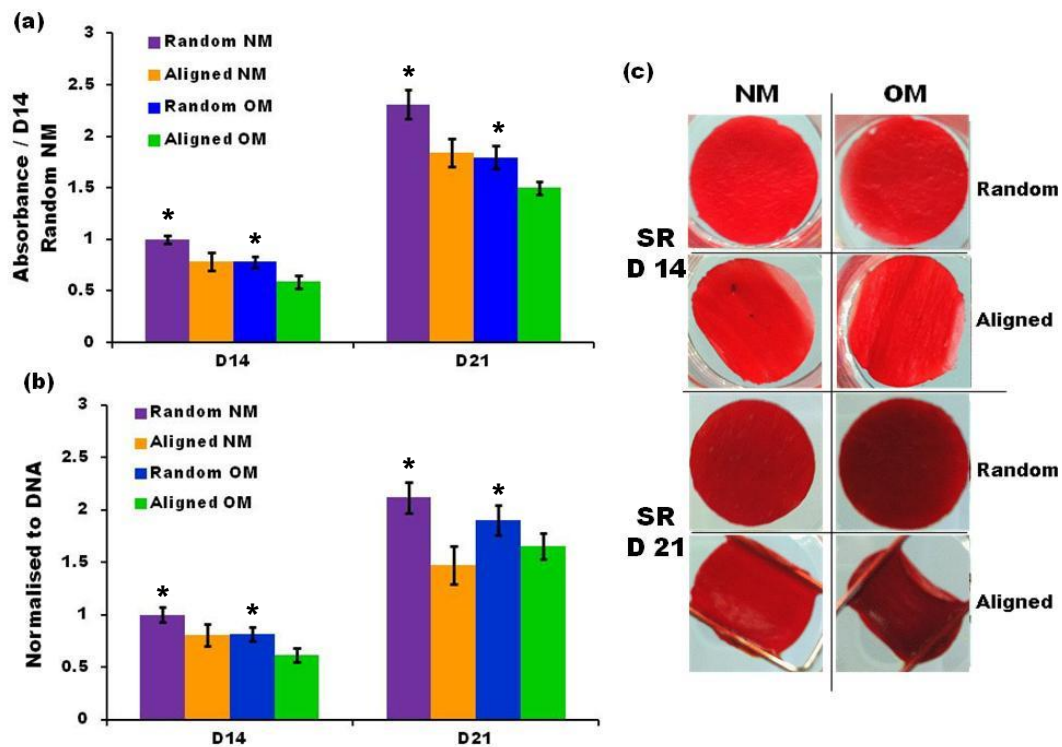 (a)
Absorbance / D14
Random NM
3
2.5
2
1.5
1
0.5
0
Random NM
Aligned NM
Random OM
Aligned OM
*
*
*
*
D14
D21
(b)
Normalised to DNA
3
2.5
2
1.5
1
0.5
0
Random NM
Aligned NM
Random OM
Aligned OM
*
*
*
*
D14
D21
(c)
NM
OM
Random
SR
D 14
Aligned
Random
SR
D 21
Aligned